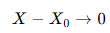 X − X₀ → 0